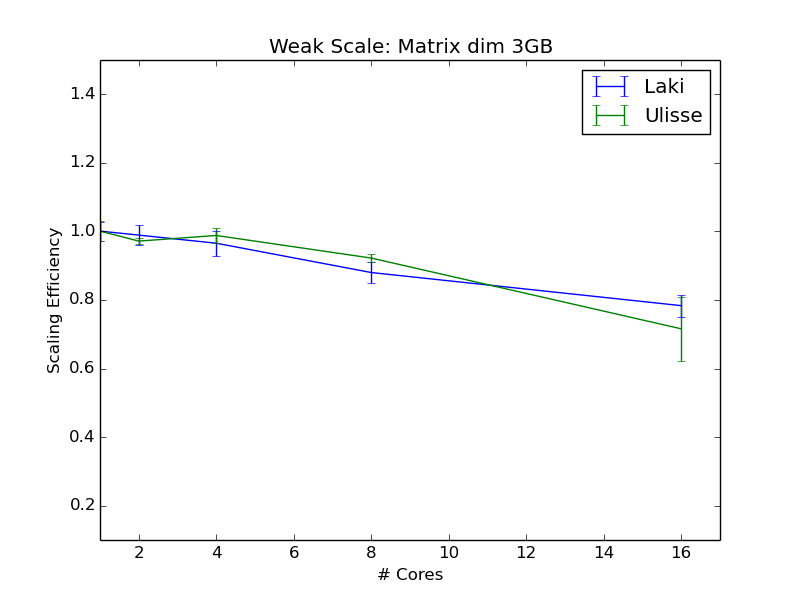 Weak Scale: Matrix dim 3GB
Laki
Ulisse
1.4
1.2
1.0
0.8
0.6
0.4
0.2
Scaling Efficiency
2 4 6 8 10 12 14 16
# Cores